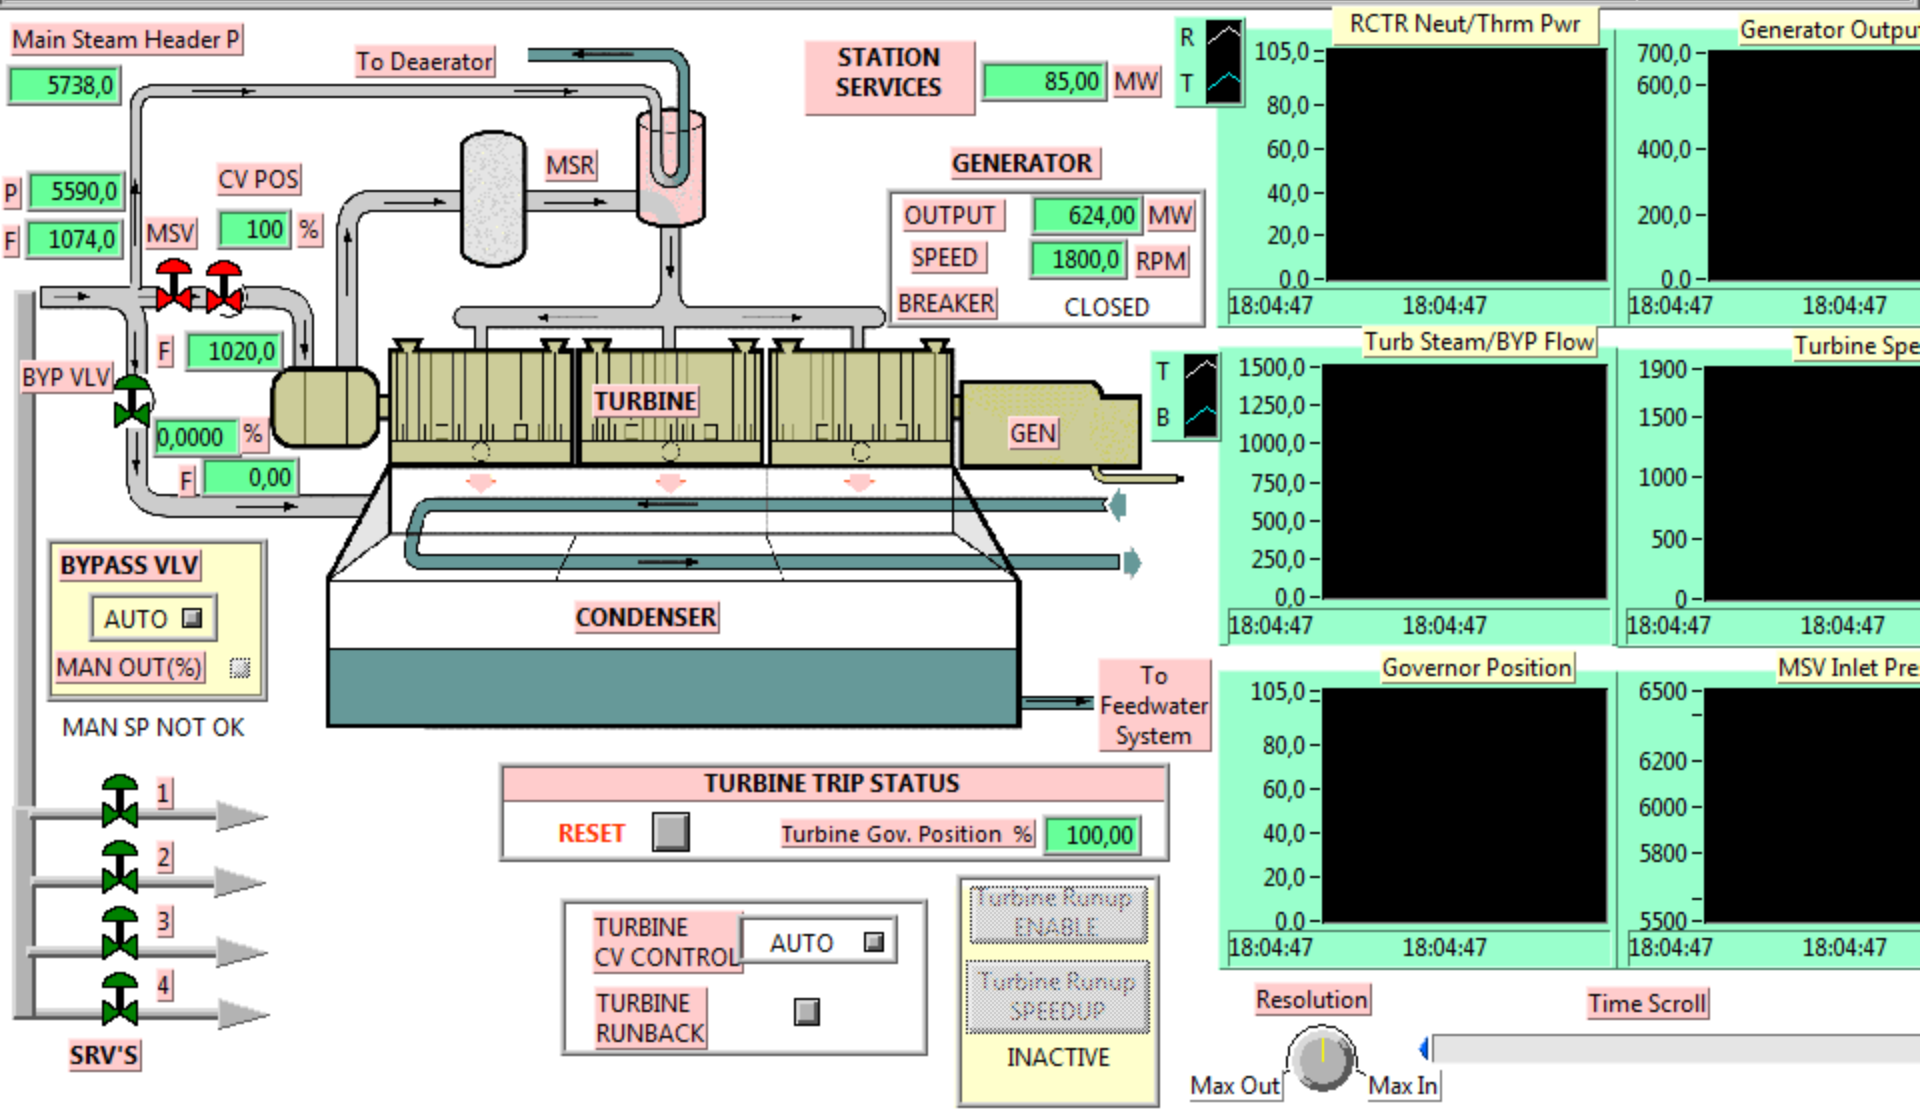 Main Steam Header P
5738,0
To Deaerator
STATION
SERVICES
85,00 MW
P 5590,0
F 1074,0
CV POS
100 %
MSV
MSR
GENERATOR
OUTPUT 624,00 MW
SPEED 1800,0 RPM
BREAKER CLOSED
F 1020,0
BYP VLV
0,0000 %
F 0,00
TURBINE
GEN
BYPASS VLV
AUTO
MAN OUT(%)
MAN SP NOT OK
CONDENSER
To
Feedwater
System
1
2
3
4
SRV'S
TURBINE TRIP STATUS
RESET
Turbine Gov. Position % 100,00
TURBINE
CV CONTROL
AUTO
TURBINE
RUNBACK
Turbine Runup
ENABLE
Turbine Runup
SPEEDUP
INACTIVE
R
T
RCTR Neut/Thrm Pwr
105,0
80,0
60,0
40,0
20,0
0.0
18:04:47 18:04:47
Generator Output
700,0
600,0
400,0
200,0
0.0
18:04:47 18:04:47
T
B
Turb Steam/BYP Flow
1500,0
1250,0
1000,0
750,0
500,0
250,0
0,0
18:04:47 18:04:47
Turbine Spe
1900
1500
1000
500
0
18:04:47 18:04:47
Governor Position
105,0
80,0
60,0
40,0
20,0
0.0
18:04:47 18:04:47
MSV Inlet Pre
6500
6200
6000
5800
5500
18:04:47 18:04:47
Resolution
Max Out Max In
Time Scroll